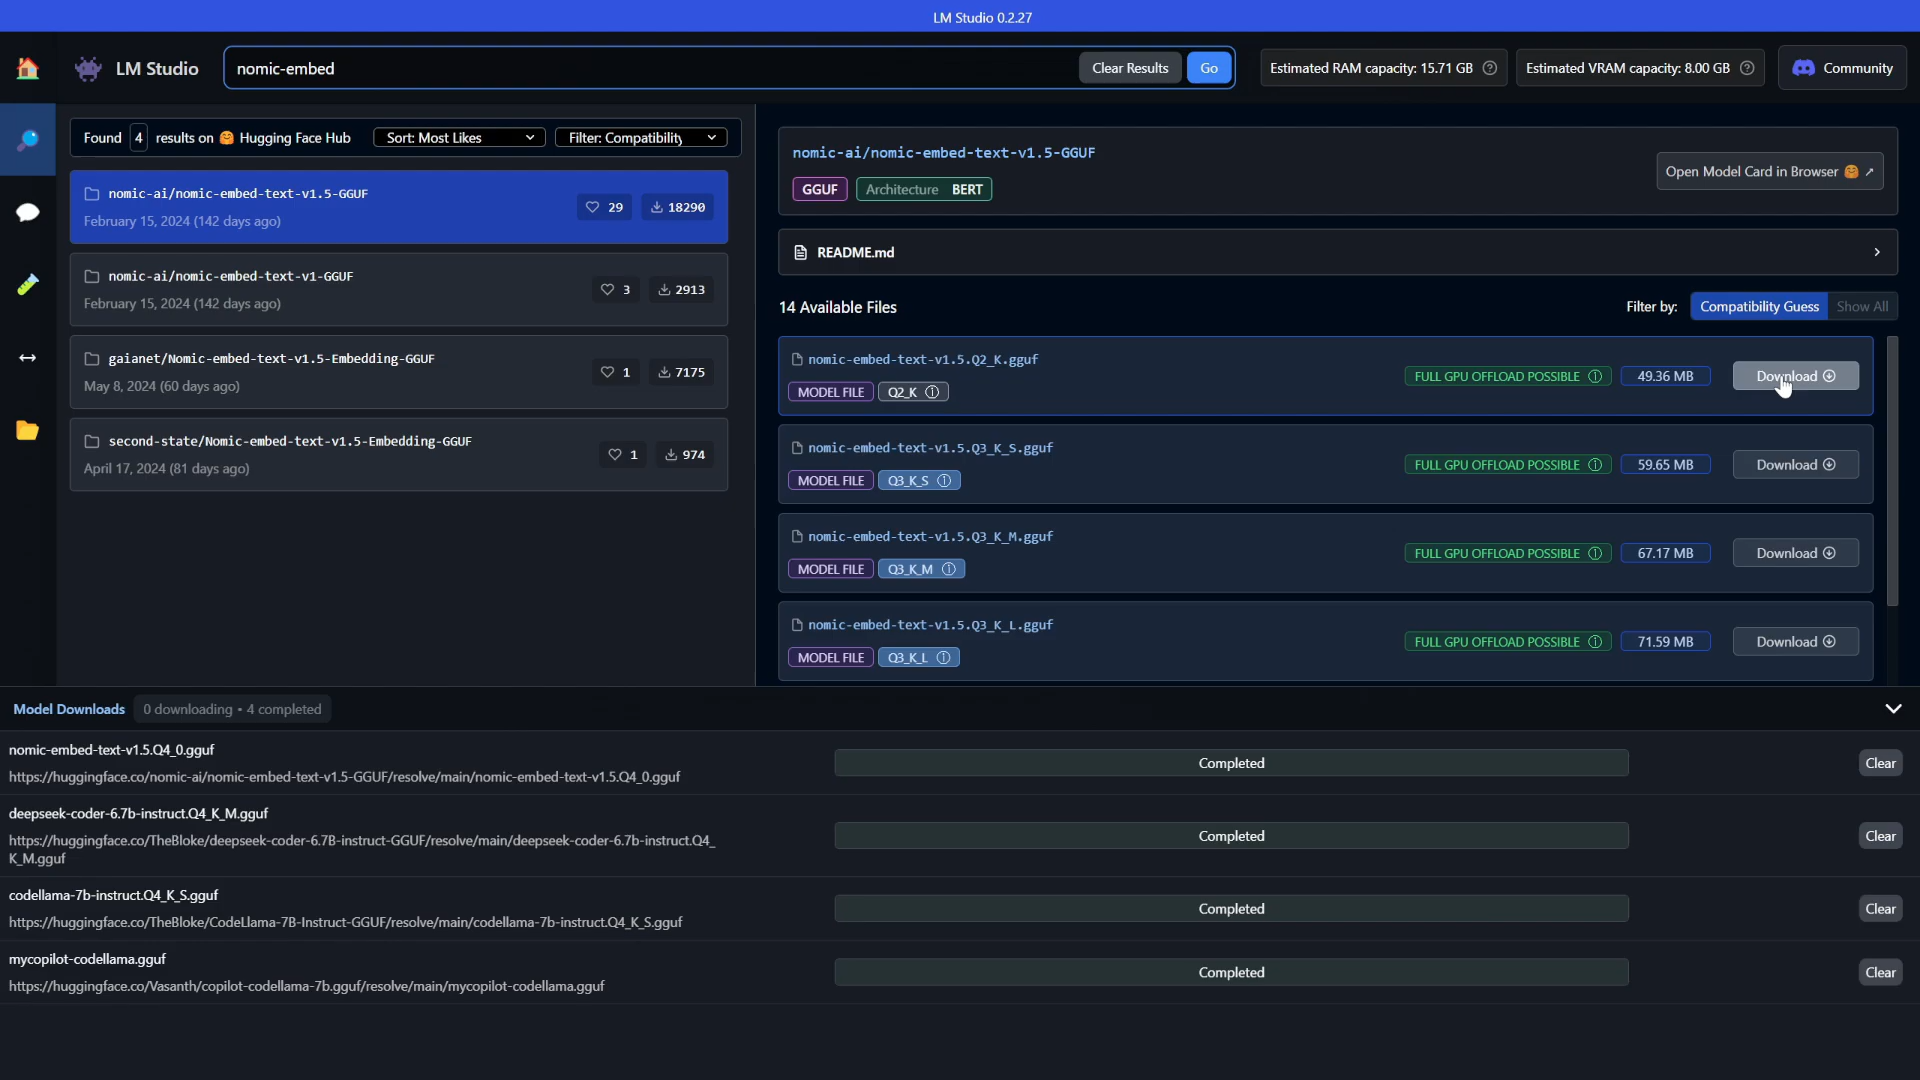 LM Studio 0.2.27
LM Studio
nomic-embed
Clear Results
Go
Estimated RAM capacity: 15.71 GB
Estimated VRAM capacity: 8.00 GB
Community
Found 4 results on 🤗 Hugging Face Hub
Sort: Most Likes
Filter: Compatibility
nomic-ai/nomic-embed-text-v1.5-GGUF
February 15, 2024 (142 days ago)
29
18290
nomic-ai/nomic-embed-text-v1-GGUF
February 15, 2024 (142 days ago)
3
2913
gaianet/Nomic-embed-text-v1.5-Embedding-GGUF
May 8, 2024 (60 days ago)
1
7175
second-state/Nomic-embed-text-v1.5-Embedding-GGUF
April 17, 2024 (81 days ago)
1
974
nomic-ai/nomic-embed-text-v1.5-GGUF
GGUF
Architecture BERT
Open Model Card in Browser 🤗 ↗
README.md
14 Available Files
Filter by: Compatibility Guess Show All
nomic-embed-text-v1.5.Q2_K.gguf
MODEL FILE Q2_K
FULL GPU OFFLOAD POSSIBLE 49.36 MB Download
nomic-embed-text-v1.5.Q3_K_S.gguf
MODEL FILE Q3_K_S
FULL GPU OFFLOAD POSSIBLE 59.65 MB Download
nomic-embed-text-v1.5.Q3_K_M.gguf
MODEL FILE Q3_K_M
FULL GPU OFFLOAD POSSIBLE 67.17 MB Download
nomic-embed-text-v1.5.Q3_K_L.gguf
MODEL FILE Q3_K_L
FULL GPU OFFLOAD POSSIBLE 71.59 MB Download
Model Downloads 0 downloading • 4 completed
nomic-embed-text-v1.5.Q4_0.gguf
https://huggingface.co/nomic-ai/nomic-embed-text-v1.5-GGUF/resolve/main/nomic-embed-text-v1.5.Q4_0.gguf
Completed
Clear
deepseek-coder-6.7b-instruct.Q4_K_M.gguf
https://huggingface.co/TheBloke/deepseek-coder-6.7B-instruct-GGUF/resolve/main/deepseek-coder-6.7b-instruct.Q4_
K_M.gguf
Completed
Clear
codellama-7b-instruct.Q4_K_S.gguf
https://huggingface.co/TheBloke/CodeLlama-7B-Instruct-GGUF/resolve/main/codellama-7b-instruct.Q4_K_S.gguf
Completed
Clear
mycopilot-codellama.gguf
https://huggingface.co/Vasanth/copilot-codellama-7b.gguf/resolve/main/mycopilot-codellama.gguf
Completed
Clear